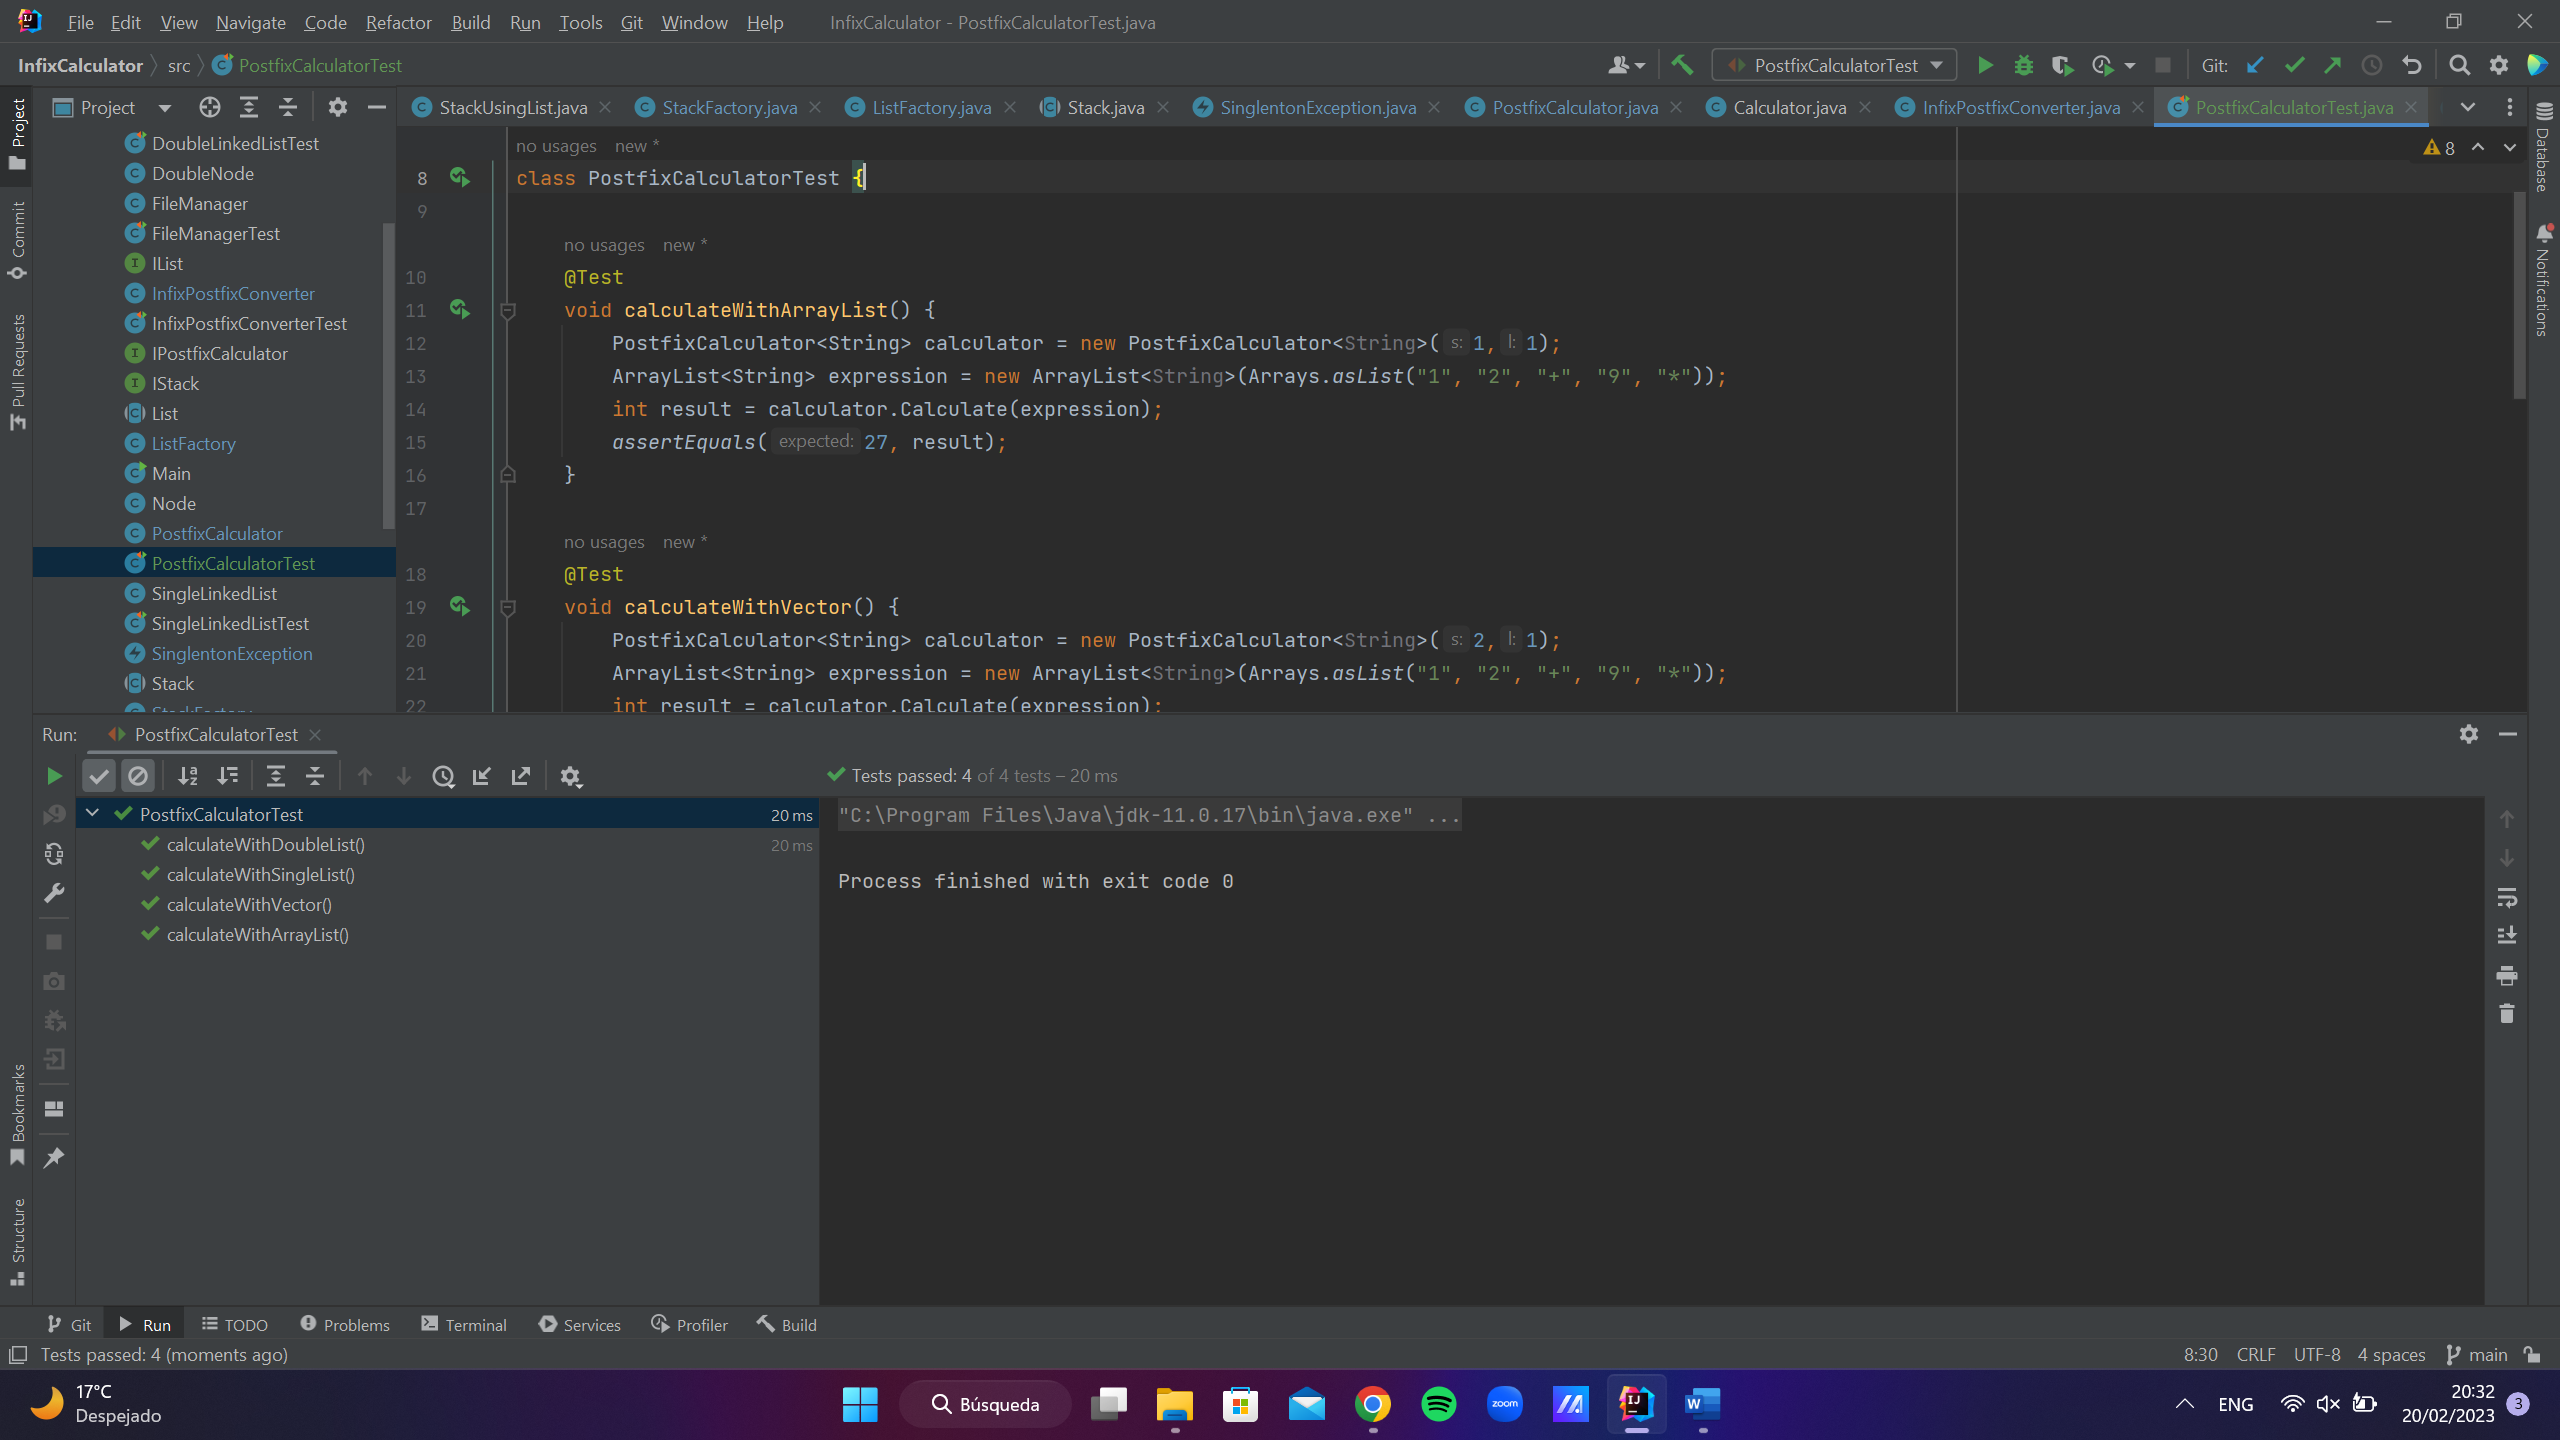 File Edit View Navigate Code Refactor Build Run Tools Git Window Help InfixCalculator - PostfixCalculatorTest.java
InfixCalculator src PostfixCalculatorTest PostfixCalculatorTest Git:
Project StackUsingList.java StackFactory.java ListFactory.java Stack.java SinglentonException.java PostfixCalculator.java Calculator.java InfixPostfixConverter.java PostfixCalculatorTest.java
Project
Commit
Pull Requests
Bookmarks
Structure
Database
Notifications
DoubleLinkedListTest
DoubleNode
FileManager
FileManagerTest
IList
InfixPostfixConverter
InfixPostfixConverterTest
IPostfixCalculator
IStack
List
ListFactory
Main
Node
PostfixCalculator
PostfixCalculatorTest
SingleLinkedList
SingleLinkedListTest
SinglentonException
Stack
StackFactory
no usages new *
8 class PostfixCalculatorTest {
9
no usages new *
10 @Test
11 void calculateWithArrayList() {
12 PostfixCalculator<String> calculator = new PostfixCalculator<String>( s: 1, l: 1);
13 ArrayList<String> expression = new ArrayList<String>(Arrays.asList("1", "2", "+", "9", "*"));
14 int result = calculator.Calculate(expression);
15 assertEquals( expected: 27, result);
16 }
17
no usages new *
18 @Test
19 void calculateWithVector() {
20 PostfixCalculator<String> calculator = new PostfixCalculator<String>( s: 2, l: 1);
21 ArrayList<String> expression = new ArrayList<String>(Arrays.asList("1", "2", "+", "9", "*"));
22 int result = calculator.Calculate(expression);
8
Run: PostfixCalculatorTest
Tests passed: 4 of 4 tests – 20 ms
PostfixCalculatorTest 20 ms
calculateWithDoubleList() 20 ms
calculateWithSingleList()
calculateWithVector()
calculateWithArrayList()
"C:\Program Files\Java\jdk-11.0.17\bin\java.exe" ...
Process finished with exit code 0
Git Run TODO Problems Terminal Services Profiler Build
Tests passed: 4 (moments ago) 8:30 CRLF UTF-8 4 spaces main
17°C
Despejado
Búsqueda
zoom
ENG
20:32
20/02/2023
3